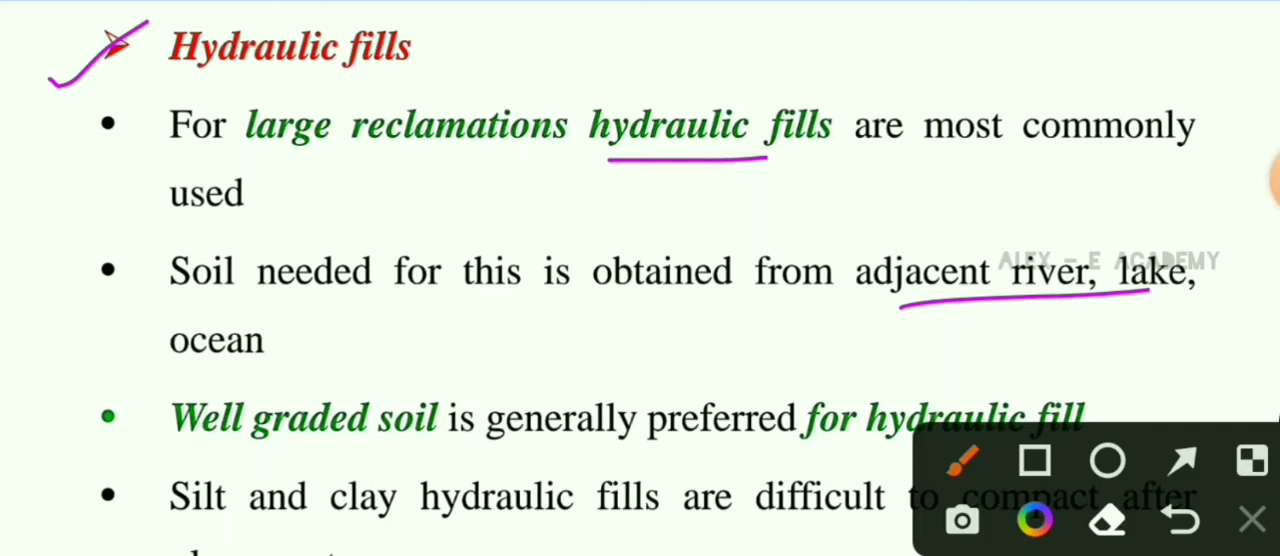 Hydraulic fills
For large reclamations hydraulic fills are most commonly
used
ALEX - E ACADEMY
Soil needed for this is obtained from adjacent river, lake,
ocean
Well graded soil is generally preferred for hydraulic fill
Silt and clay hydraulic fills are difficult to compact after